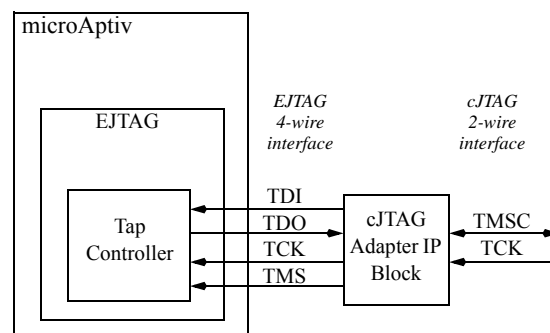 microAptiv
EJTAG
4-wire
interface
cJTAG
2-wire
interface
EJTAG
Tap
Controller
TDI
TDO
TCK
TMS
cJTAG
Adapter IP
Block
TMSC
TCK